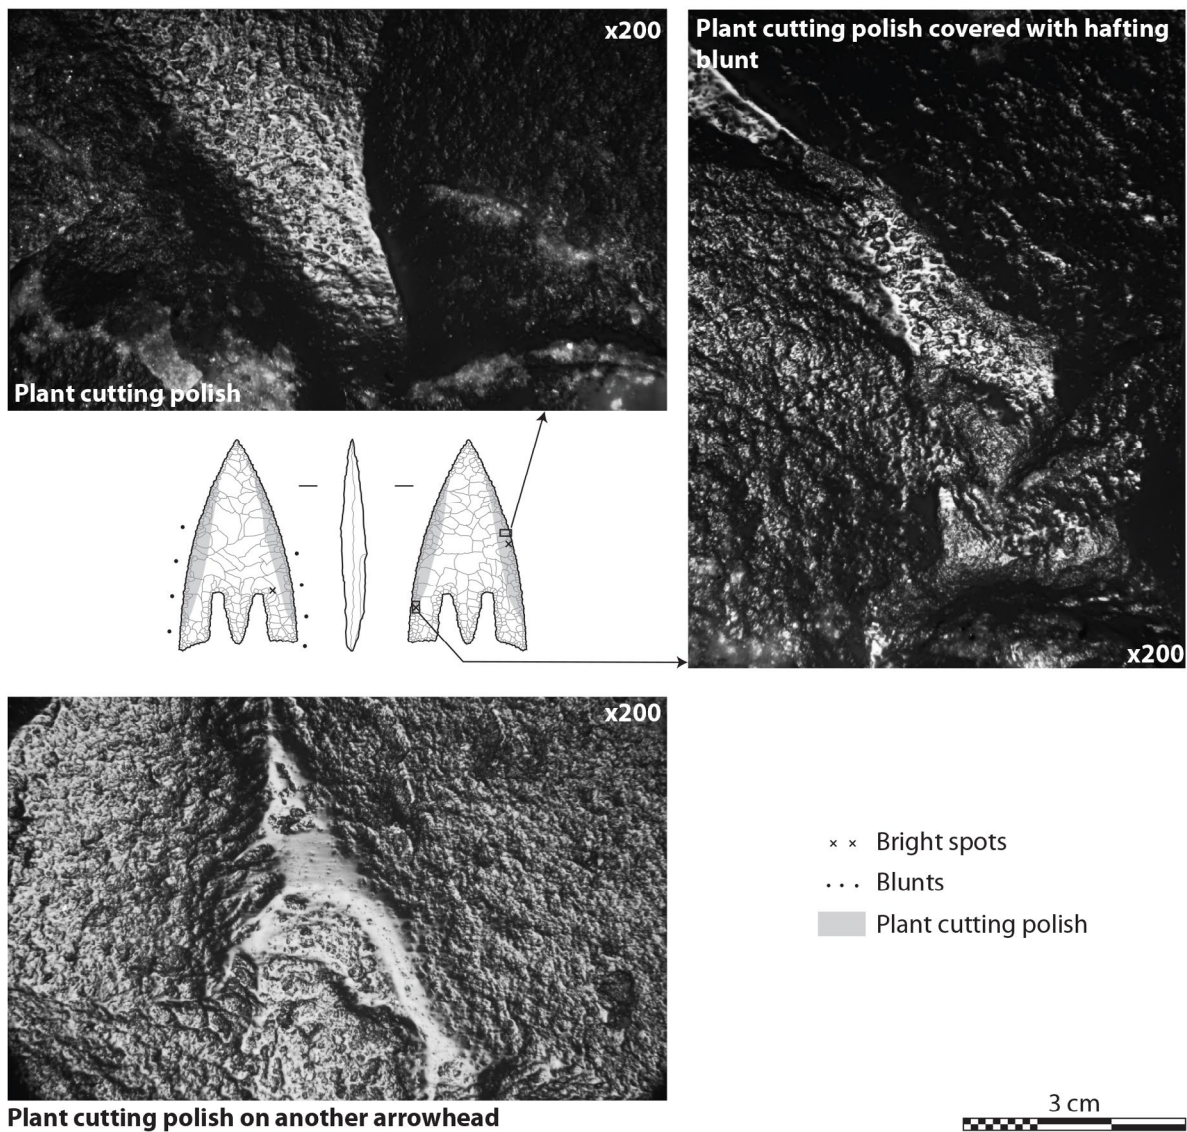 x200
Plant cutting polish
Plant cutting polish covered with hafting
blunt
x200
x200
Plant cutting polish on another arrowhead
Bright spots
Blunts
Plant cutting polish
3 cm